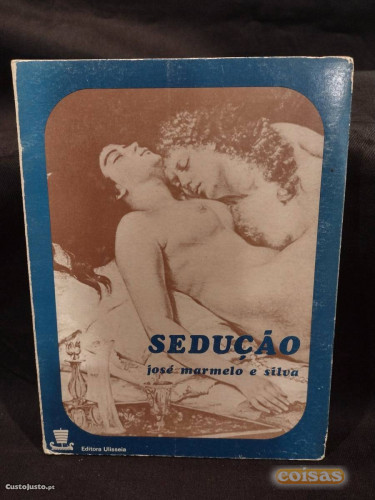 SEDUÇÃO
josé marmelo e silva
Editora Ulisseia
CustoJusto.pt
coisas